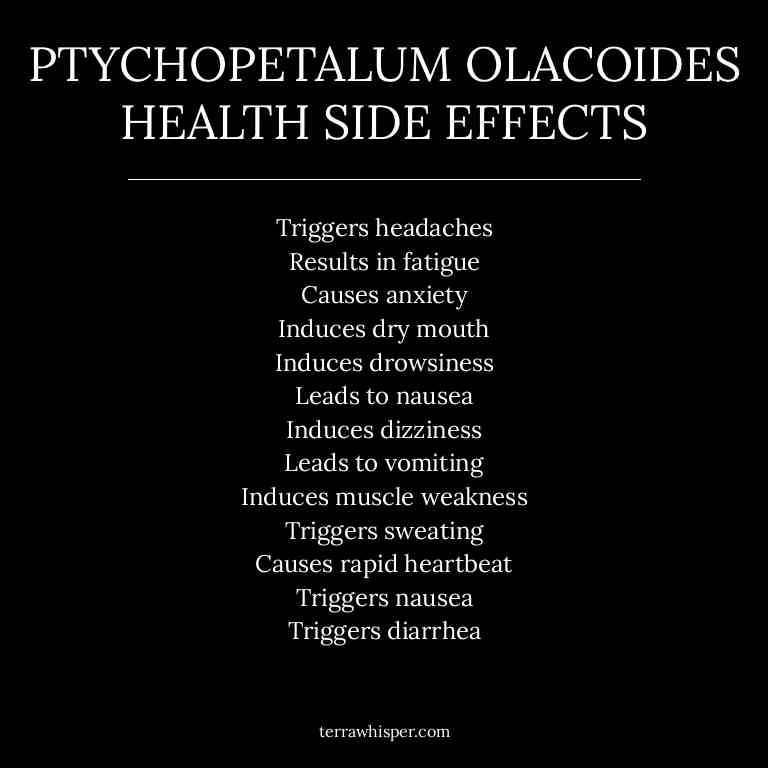 PTYCHOPETALUM OLACOIDES
HEALTH SIDE EFFECTS
Triggers headaches
Results in fatigue
Causes anxiety
Induces dry mouth
Induces drowsiness
Leads to nausea
Induces dizziness
Leads to vomiting
Induces muscle weakness
Triggers sweating
Causes rapid heartbeat
Triggers nausea
Triggers diarrhea
terrawhisper.com